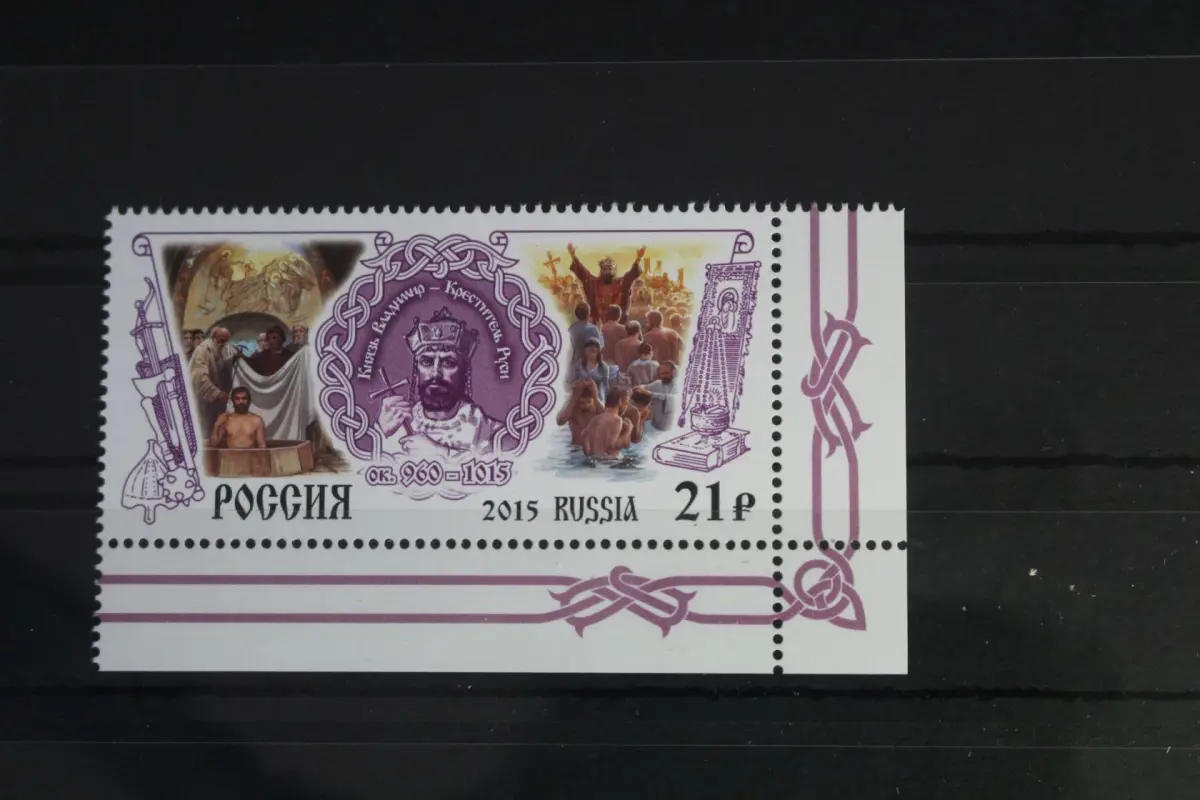 Князь Владимир – Креститель Руси
ок. 960 – 1015
РОССИЯ
2015 RUSSIA 21₽